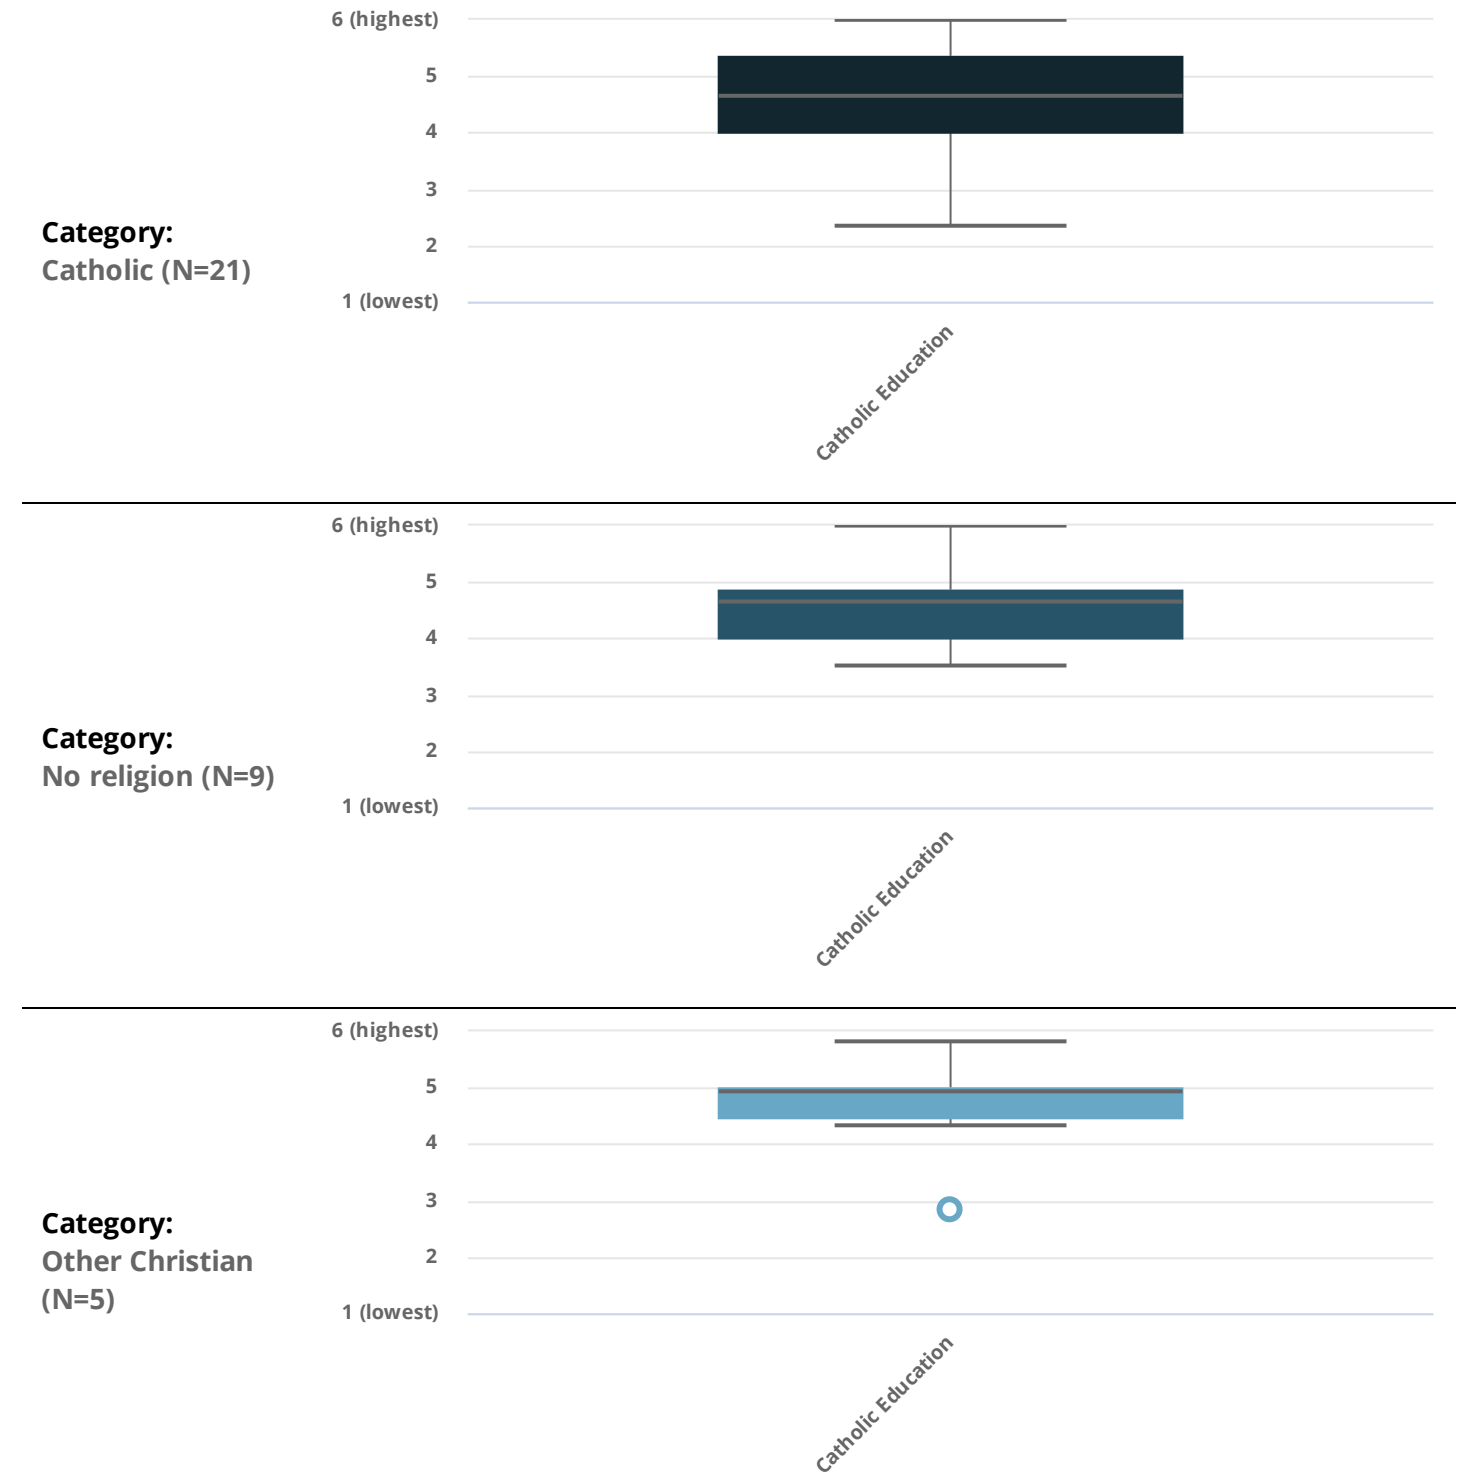 6 (highest)
5
4
3
2
1 (lowest)
Category:
Catholic (N=21)
Catholic Education
6 (highest)
5
4
3
2
1 (lowest)
Category:
No religion (N=9)
Catholic Education
6 (highest)
5
4
3
2
1 (lowest)
Category:
Other Christian
(N=5)
Catholic Education